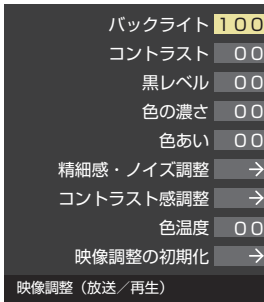 バックライト 100
コントラスト 00
黒レベル 00
色の濃さ 00
色あい 00
精細感・ノイズ調整 →
コントラスト感調整 →
色温度 00
映像調整の初期化 →
映像調整（放送／再生）